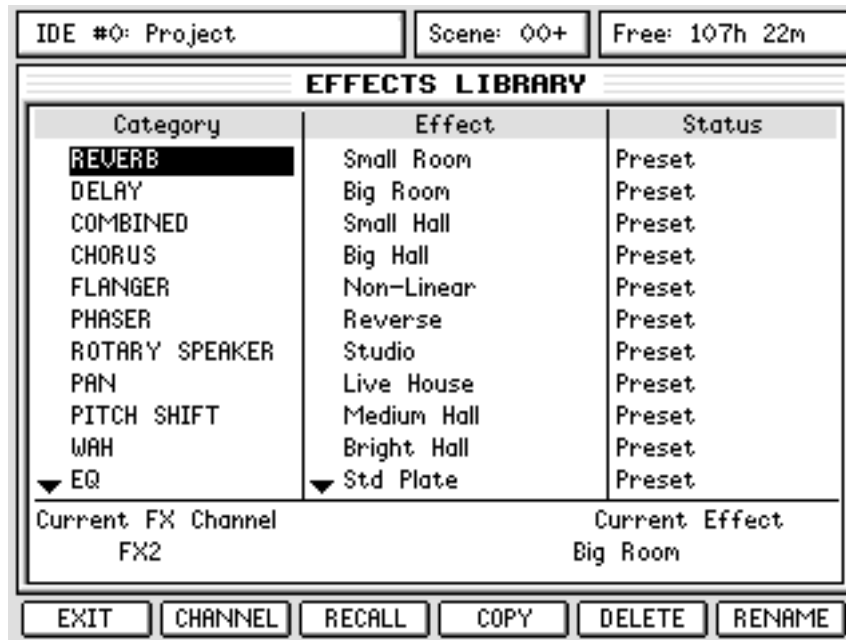 IDE #0: Project Scene: 00+ Free: 107h 22m
EFFECTS LIBRARY
Category Effect Status
REVERB Small Room Preset
DELAY Big Room Preset
COMBINED Small Hall Preset
CHORUS Big Hall Preset
FLANGER Non-Linear Preset
PHASER Reverse Preset
ROTARY SPEAKER Studio Preset
PAN Live House Preset
PITCH SHIFT Medium Hall Preset
WAH Bright Hall Preset
EQ Std Plate Preset
Current FX Channel Current Effect
FX2 Big Room
EXIT CHANNEL RECALL COPY DELETE RENAME